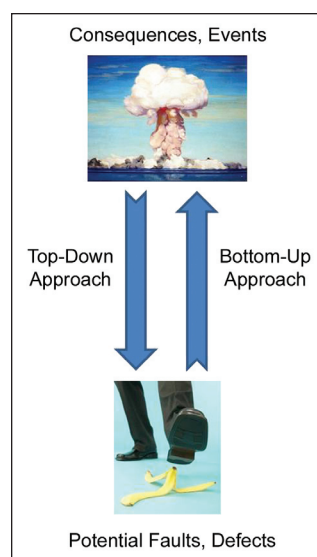 Consequences, Events
Top-Down
Approach
Bottom-Up
Approach
Potential Faults, Defects